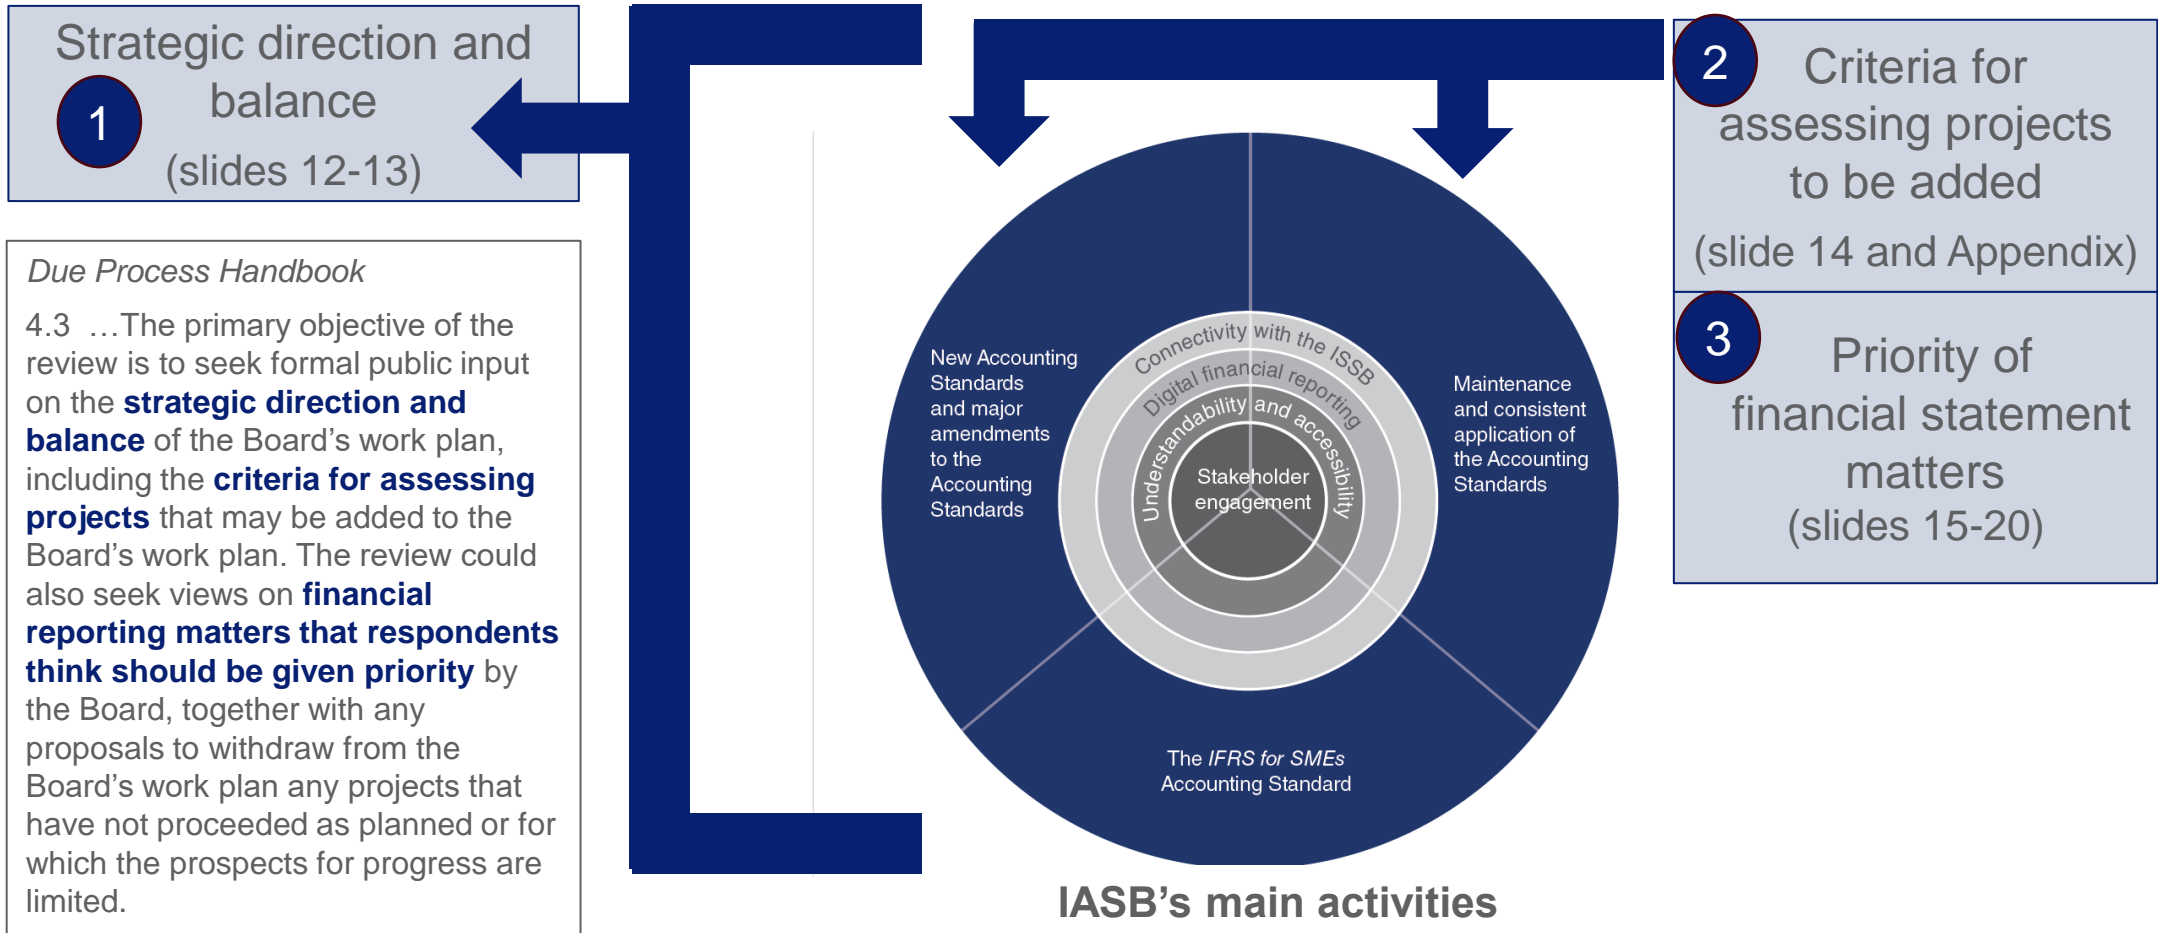 Strategic direction and
balance
1
(slides 12-13)
Due Process Handbook
4.3 …The primary objective of the
review is to seek formal public input
on the strategic direction and
balance of the Board’s work plan,
including the criteria for assessing
projects that may be added to the
Board’s work plan. The review could
also seek views on financial
reporting matters that respondents
think should be given priority by
the Board, together with any
proposals to withdraw from the
Board’s work plan any projects that
have not proceeded as planned or for
which the prospects for progress are
limited.
New Accounting
Standards
and major
amendments
to the
Accounting
Standards
Connectivity with the ISSB
Digital financial reporting
Understandability and accessibility
Stakeholder
engagement
Maintenance
and consistent
application of
the Accounting
Standards
The IFRS for SMEs
Accounting Standard
IASB’s main activities
2
Criteria for
assessing projects
to be added
(slide 14 and Appendix)
3
Priority of
financial statement
matters
(slides 15-20)